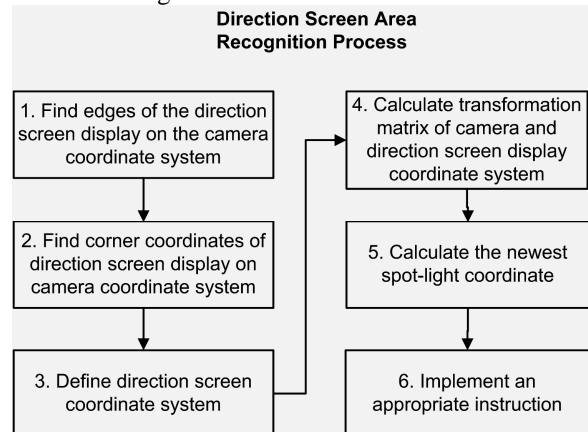 Direction Screen Area
Recognition Process
1. Find edges of the direction
screen display on the camera
coordinate system
2. Find corner coordinates of
direction screen display on
camera coordinate system
3. Define direction screen
coordinate system
4. Calculate transformation
matrix of camera and
direction screen display
coordinate system
5. Calculate the newest
spot-light coordinate
6. Implement an
appropriate instruction